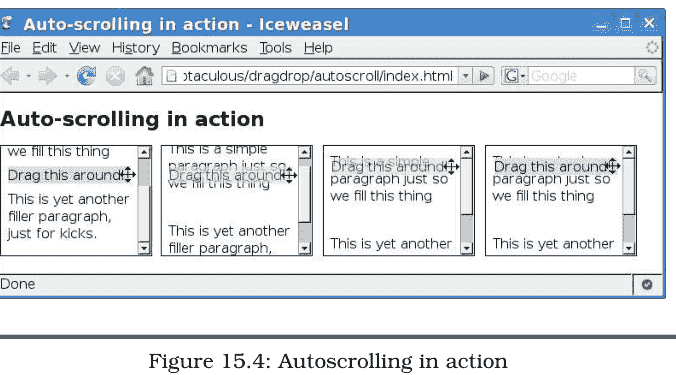 Auto-scrolling in action - Iceweasel
File Edit View History Bookmarks Tools Help
otaculous/dragdrop/autoscroll/index.html G Google
Auto-scrolling in action
we fill this thing
Drag this around
This is yet another
filler paragraph,
just for kicks.
This is a simple
paragraph just so
Drag this around
we fill this thing
This is yet another
filler paragraph,
This is a simple
Drag this around
paragraph just so
we fill this thing
This is yet another
Drag this around
paragraph just so
we fill this thing
This is yet another
Done
Figure 15.4: Autoscrolling in action